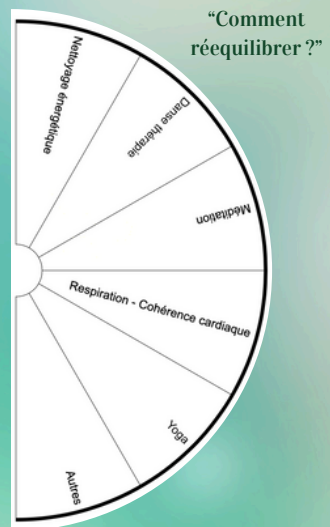 “Comment
réequilibrer ?”
Nettoyage énergétique
Danse thérapie
Méditation
Respiration - Cohérence cardiaque
Yoga
Autres